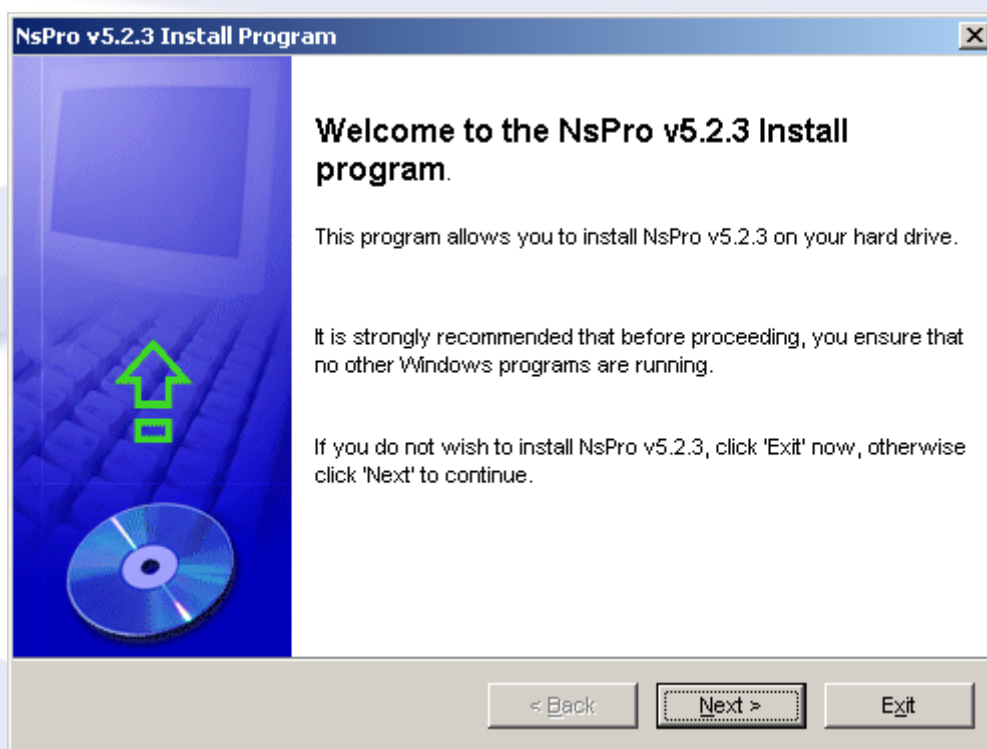 NsPro v5.2.3 Install Program
Welcome to the NsPro v5.2.3 Install
program.
This program allows you to install NsPro v5.2.3 on your hard drive.
It is strongly recommended that before proceeding, you ensure that
no other Windows programs are running.
If you do not wish to install NsPro v5.2.3, click 'Exit' now, otherwise
click 'Next' to continue.
< Back Next > Exit